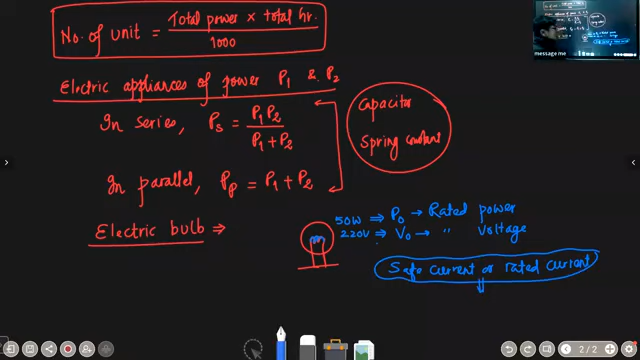 No. of unit = Total power × total hr. / 1000
Electric appliances of power P1 & P2
In series, Ps = P1 P2 / P1 + P2
In parallel, Pp = P1 + P2
Capacitor
Spring constant
Electric bulb ⇒
50W ⇒ P0 → Rated power
220V ⇒ V0 → " Voltage
Safe current or rated current
⇓
message me
2 / 2